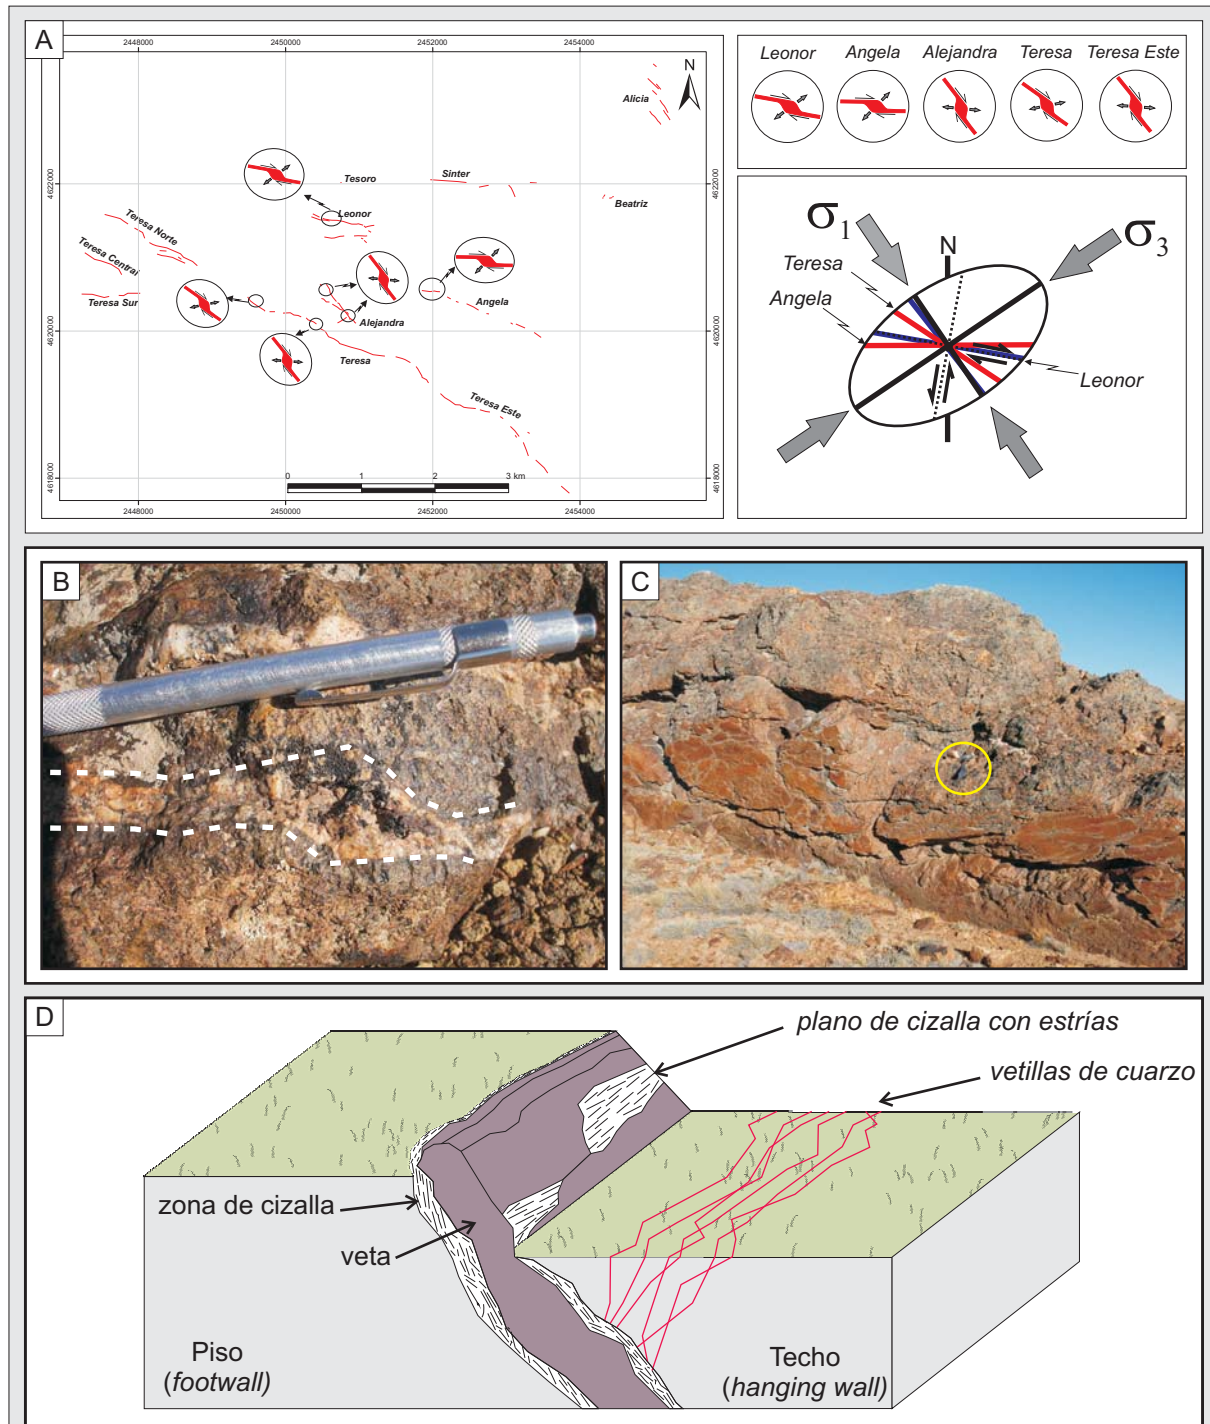 A
2448000
2450000
2452000
2454000
N
Alicia
4622000
4622000
Tesoro
Sinter
Beatriz
Leonor
Teresa Norte
Teresa Central
Teresa Sur
Angela
Alejandra
4620000
4620000
Teresa
Teresa Este
0
1
2
3 km
4618000
4618000
2448000
2450000
2452000
2454000
Leonor
Angela
Alejandra
Teresa
Teresa Este
σ1
N
σ3
Teresa
Angela
Leonor
B
C
D
plano de cizalla con estrías
vetillas de cuarzo
zona de cizalla
veta
Piso
(footwall)
Techo
(hanging wall)